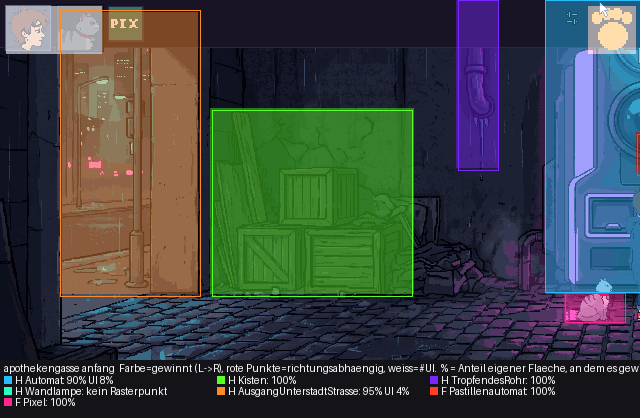 PIX
apothekengasse anfang Farbe=gewinnt (L->R), rote Punkte=richtungsabhaengig, weiss=#UI. % = Anteil eigener Flaeche, an dem es gew
H Automat: 90% UI 8%
H Kisten: 100%
H TropfendesRohr: 100%
H Wandlampe: kein Rasterpunkt
H AusgangUnterstadtStrasse: 95% UI 4%
F Pastillenautomat: 100%
F Pixel: 100%